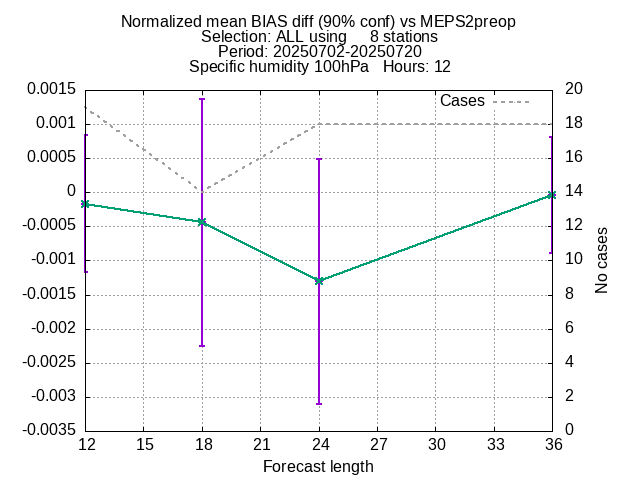 Normalized mean BIAS diff (90% conf) vs MEPS2preop
Selection: ALL using     8 stations
Period: 20250702-20250720
Specific humidity 100hPa   Hours: 12
0.0015
0.001
0.0005
0
-0.0005
-0.001
-0.0015
-0.002
-0.0025
-0.003
-0.0035
Cases
20
18
16
14
12
10
8
6
4
2
0
No cases
12 15 18 21 24 27 30 33 36
Forecast length